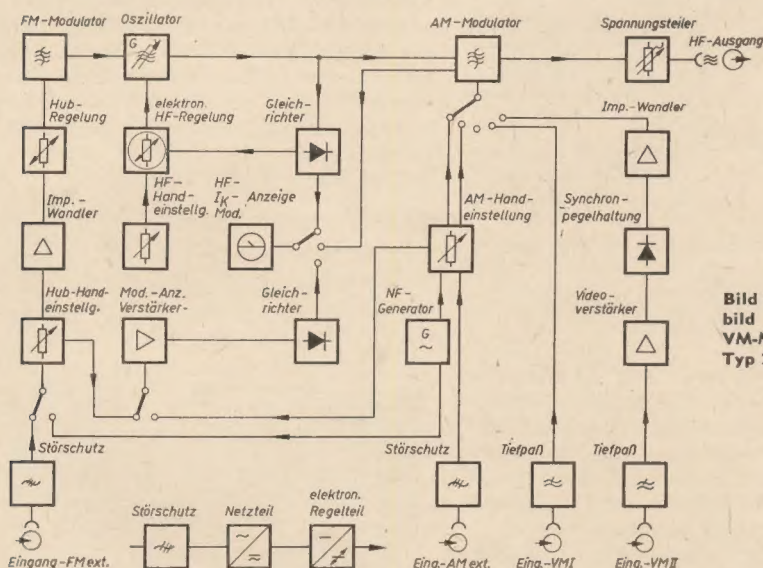 FM-Modulator
Oszillator
AM-Modulator
Spannungsteiler
HF-Ausgang
G
Hub-
Regelung
elektron.
HF-Regelung
Gleich-
richter
Imp.-Wandler
Imp.-
Wandler
HF-
Hand-
einstellg.
HF-
IK-
Mod.
Anzeige
AM-Hand-
einstellung
Synchron-
pegelhaltung
Hub-Hand-
einstellg.
Mod.-Anz.
Verstärker-
Gleich-
richter
NF-
Generator
G
Video-
verstärker
Bild
bild
VM-M
Typ
Störschutz
Störschutz
Tiefpaß
Tiefpaß
Störschutz
Netzteil
elektron.
Regelteil
Eingang-FM ext.
Eing.-AM ext.
Eing.-VM I
Eing.-VM II